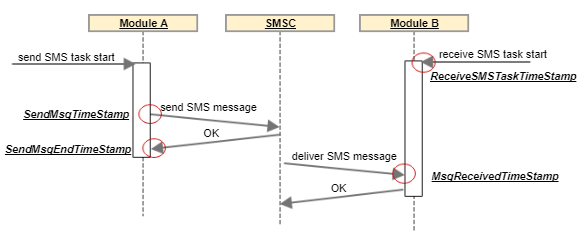 Module A
SMSC
Module B
send SMS task start
receive SMS task start
ReceiveSMSTaskTimeStamp
SendMsgTimeStamp
send SMS message
OK
SendMsgEndTimeStamp
deliver SMS message
MsgReceivedTimeStamp
OK